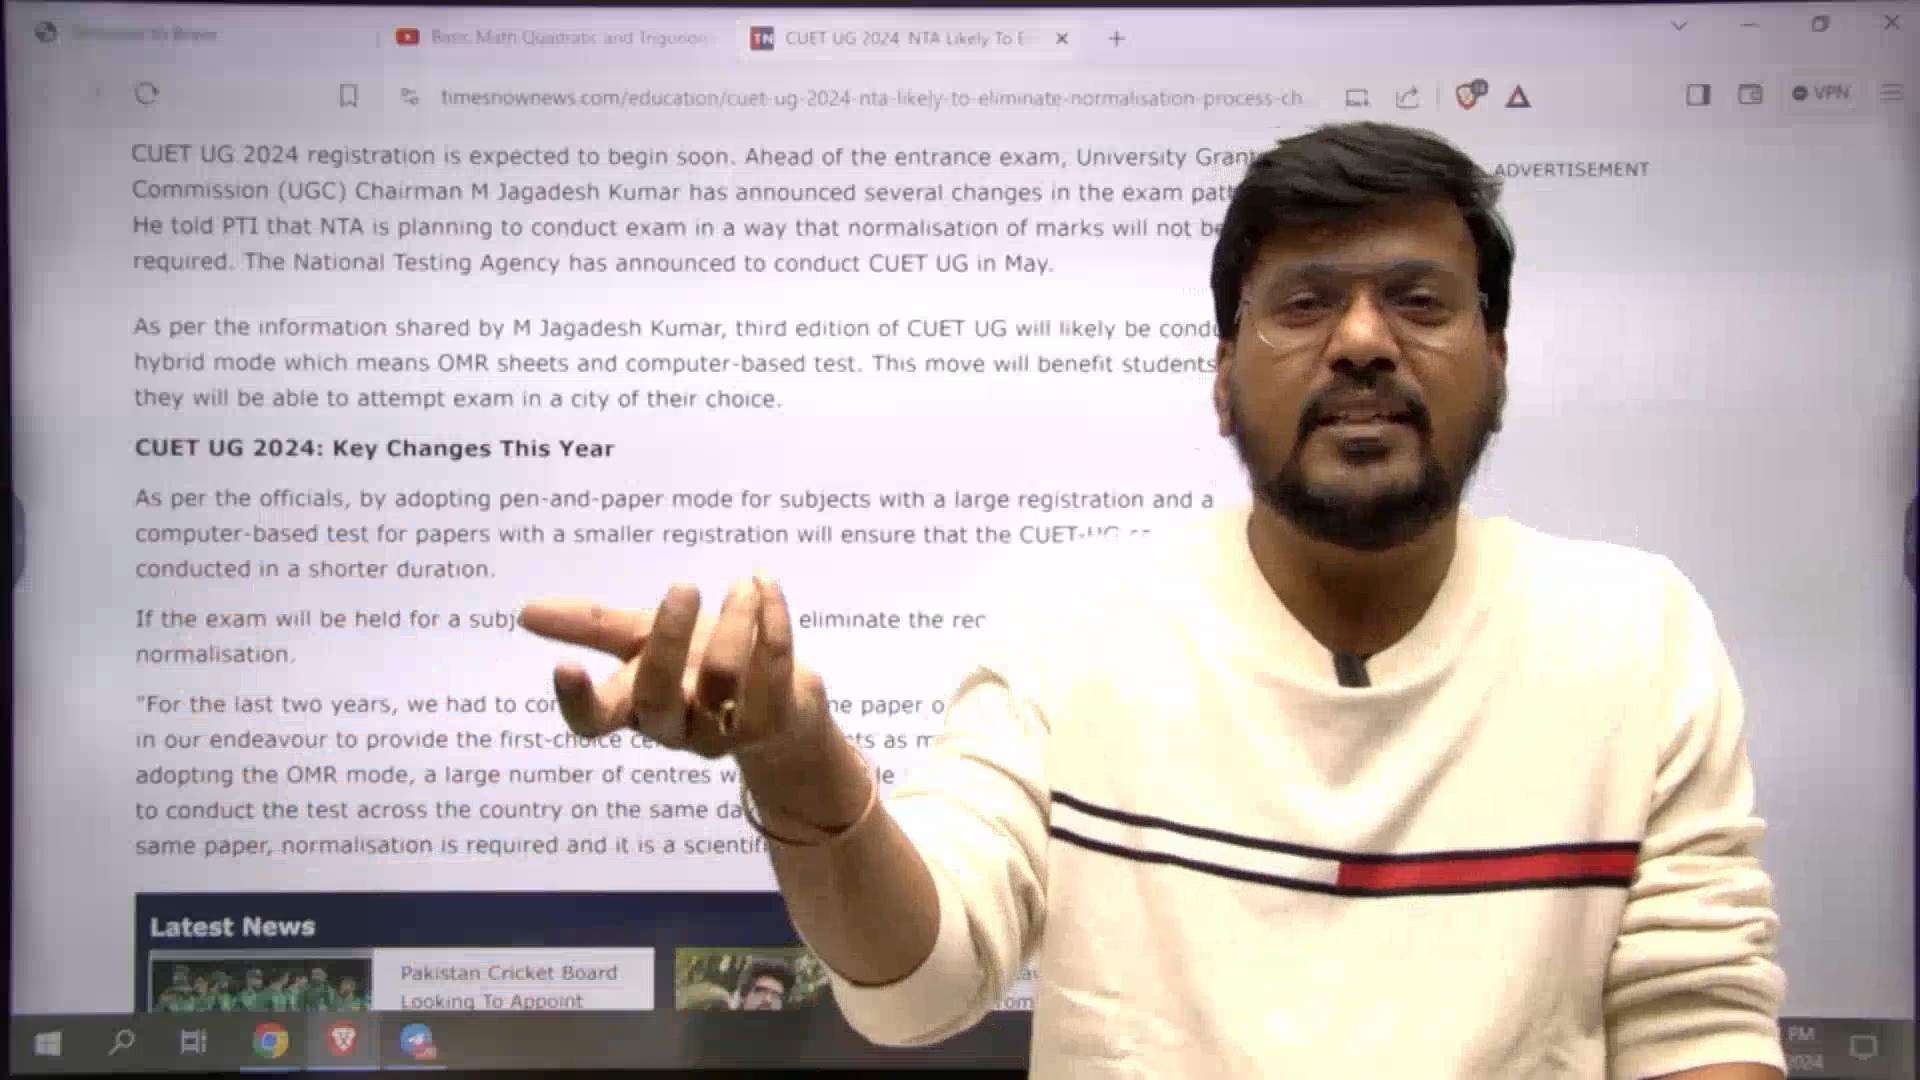 Basic Math Quadratic and Trigonom
TN CUET UG 2024 NTA Likely To E
timesnownews.com/education/cuet-ug-2024-nta-likely-to-eliminate-normalisation-process-ch
VPN
CUET UG 2024 registration is expected to begin soon. Ahead of the entrance exam, University Grant
ADVERTISEMENT
Commission (UGC) Chairman M Jagadesh Kumar has announced several changes in the exam patt
He told PTI that NTA is planning to conduct exam in a way that normalisation of marks will not be
required. The National Testing Agency has announced to conduct CUET UG in May.
As per the information shared by M Jagadesh Kumar, third edition of CUET UG will likely be condu
hybrid mode which means OMR sheets and computer-based test. This move will benefit students
they will be able to attempt exam in a city of their choice.
CUET UG 2024: Key Changes This Year
As per the officials, by adopting pen-and-paper mode for subjects with a large registration and a
computer-based test for papers with a smaller registration will ensure that the CUET-UG
conducted in a shorter duration.
If the exam will be held for a subje eliminate the rec
normalisation.
"For the last two years, we had to con he paper o
in our endeavour to provide the first-choice ce ts as m
adopting the OMR mode, a large number of centres w le
to conduct the test across the country on the same da
same paper, normalisation is required and it is a scientif
Latest News
Pakistan Cricket Board
Looking To Appoint
PM
2024